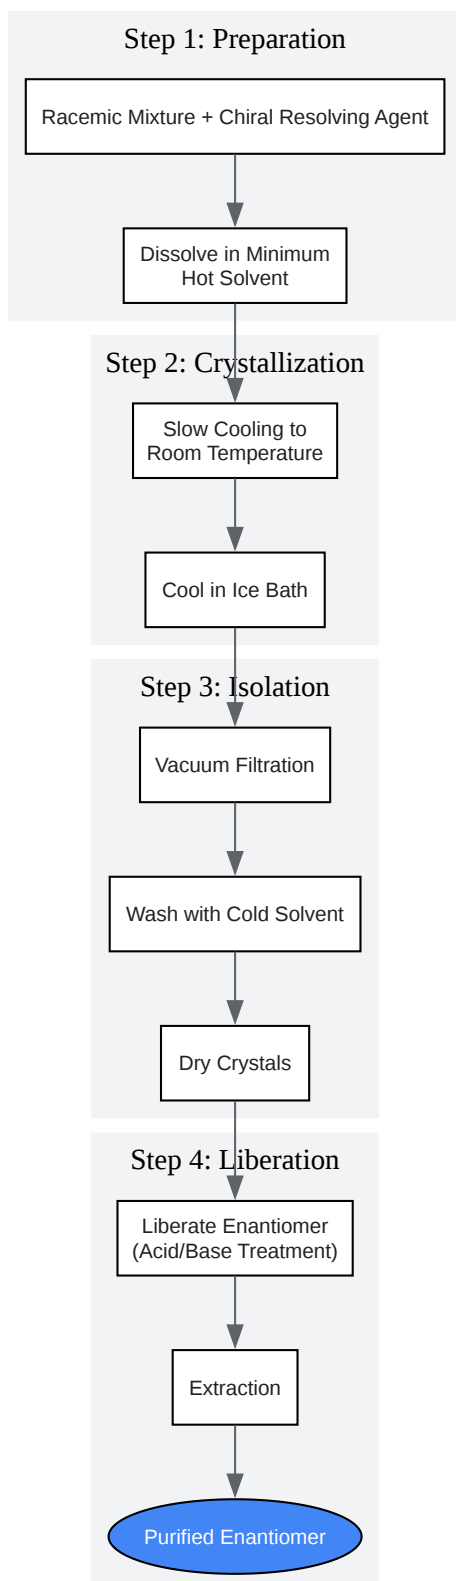 Step 1: Preparation
Racemic Mixture + Chiral Resolving Agent
Dissolve in Minimum
Hot Solvent
Step 2: Crystallization
Slow Cooling to
Room Temperature
Cool in Ice Bath
Step 3: Isolation
Vacuum Filtration
Wash with Cold Solvent
Dry Crystals
Step 4: Liberation
Liberate Enantiomer
(Acid/Base Treatment)
Extraction
Purified Enantiomer